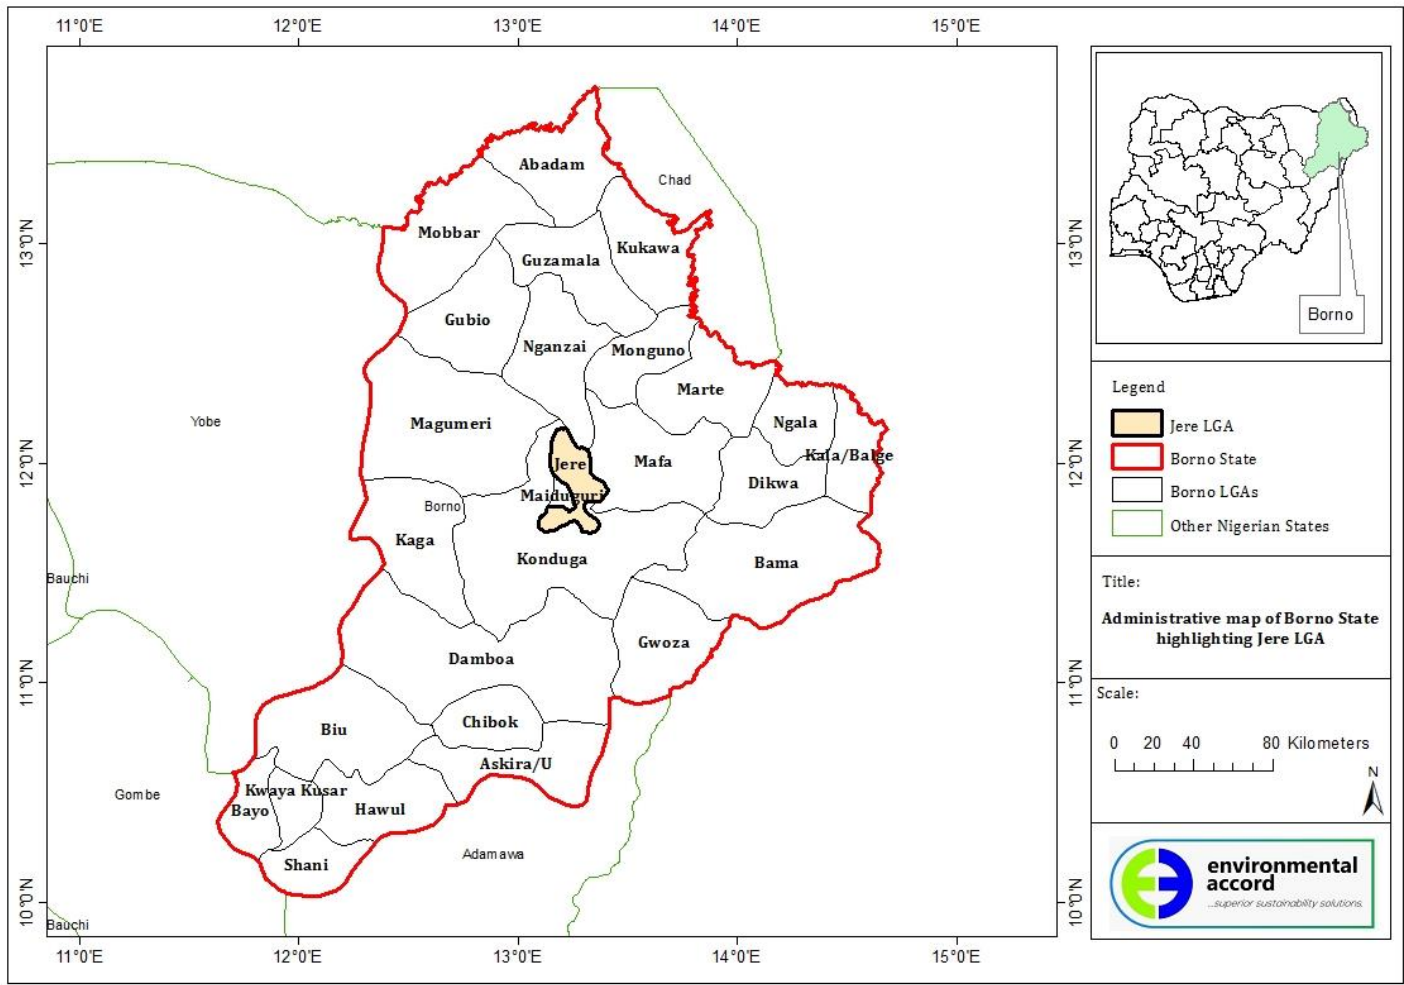 11°0'E 12°0'E 13°0'E 14°0'E 15°0'E
13°0'N
12°0'N
11°0'N
10°0'N
Abadam
Chad
Mobbar
Kukawa
Guzamala
Gubio
Nganzai
Monguno
Marte
Magumeri
Ngala
Yobe
Kala/Balge
Jere
Mafa
Dikwa
Maiduguri
Borno
Kaga
Konduga
Bama
Bauchi
Gwoza
Damboa
Chibok
Biu
Askira/U
Kwaya Kusar
Gombe
Bayo
Hawul
Adamawa
Shani
Bauchi
11°0'E 12°0'E 13°0'E 14°0'E 15°0'E
13°0'N
12°0'N
11°0'N
10°0'N
Borno
Legend
Jere LGA
Borno State
Borno LGAs
Other Nigerian States
Title:
Administrative map of Borno State
highlighting Jere LGA
Scale:
0 20 40 80 Kilometers
N
environmental
accord
...superior sustainability solutions.